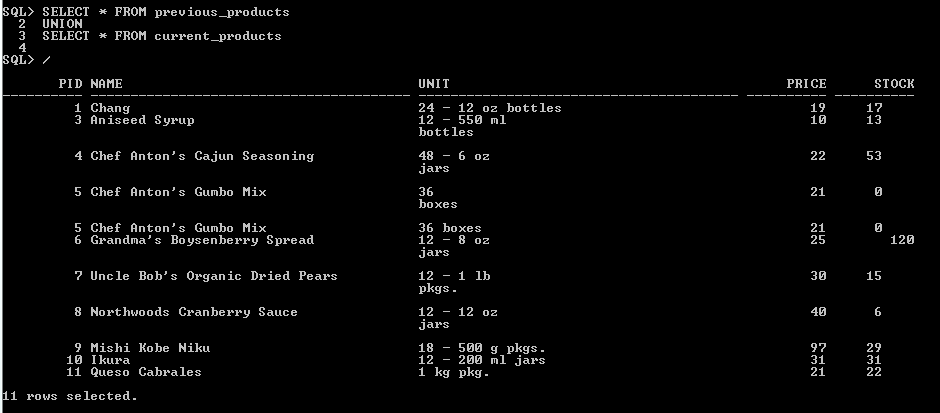 SQL> SELECT * FROM previous_products
2 UNION
3 SELECT * FROM current_products
4
SQL> /
PID NAME UNIT PRICE STOCK
1 Chang 24 - 12 oz bottles 19 17
3 Aniseed Syrup 12 - 550 ml 10 13
bottles
4 Chef Anton's Cajun Seasoning 48 - 6 oz 22 53
jars
5 Chef Anton's Gumbo Mix 36 21 0
boxes
5 Chef Anton's Gumbo Mix 36 boxes 21 0
6 Grandma's Boysenberry Spread 12 - 8 oz 25 120
jars
7 Uncle Bob's Organic Dried Pears 12 - 1 lb 30 15
pkgs.
8 Northwoods Cranberry Sauce 12 - 12 oz 40 6
jars
9 Mishi Kobe Niku 18 - 500 g pkgs. 97 29
10 Ikura 12 - 200 ml jars 31 31
11 Queso Cabrales 1 kg pkg. 21 22
11 rows selected.